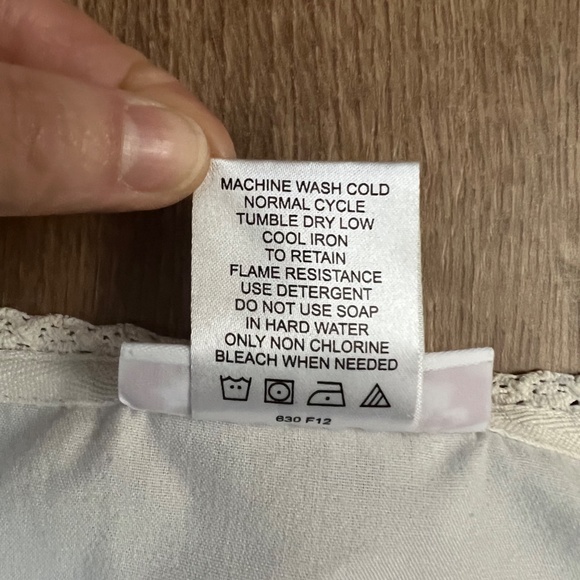 MACHINE WASH COLD
NORMAL CYCLE
TUMBLE DRY LOW
COOL IRON
TO RETAIN
FLAME RESISTANCE
USE DETERGENT
DO NOT USE SOAP
IN HARD WATER
ONLY NON CHLORINE
BLEACH WHEN NEEDED
630 F12